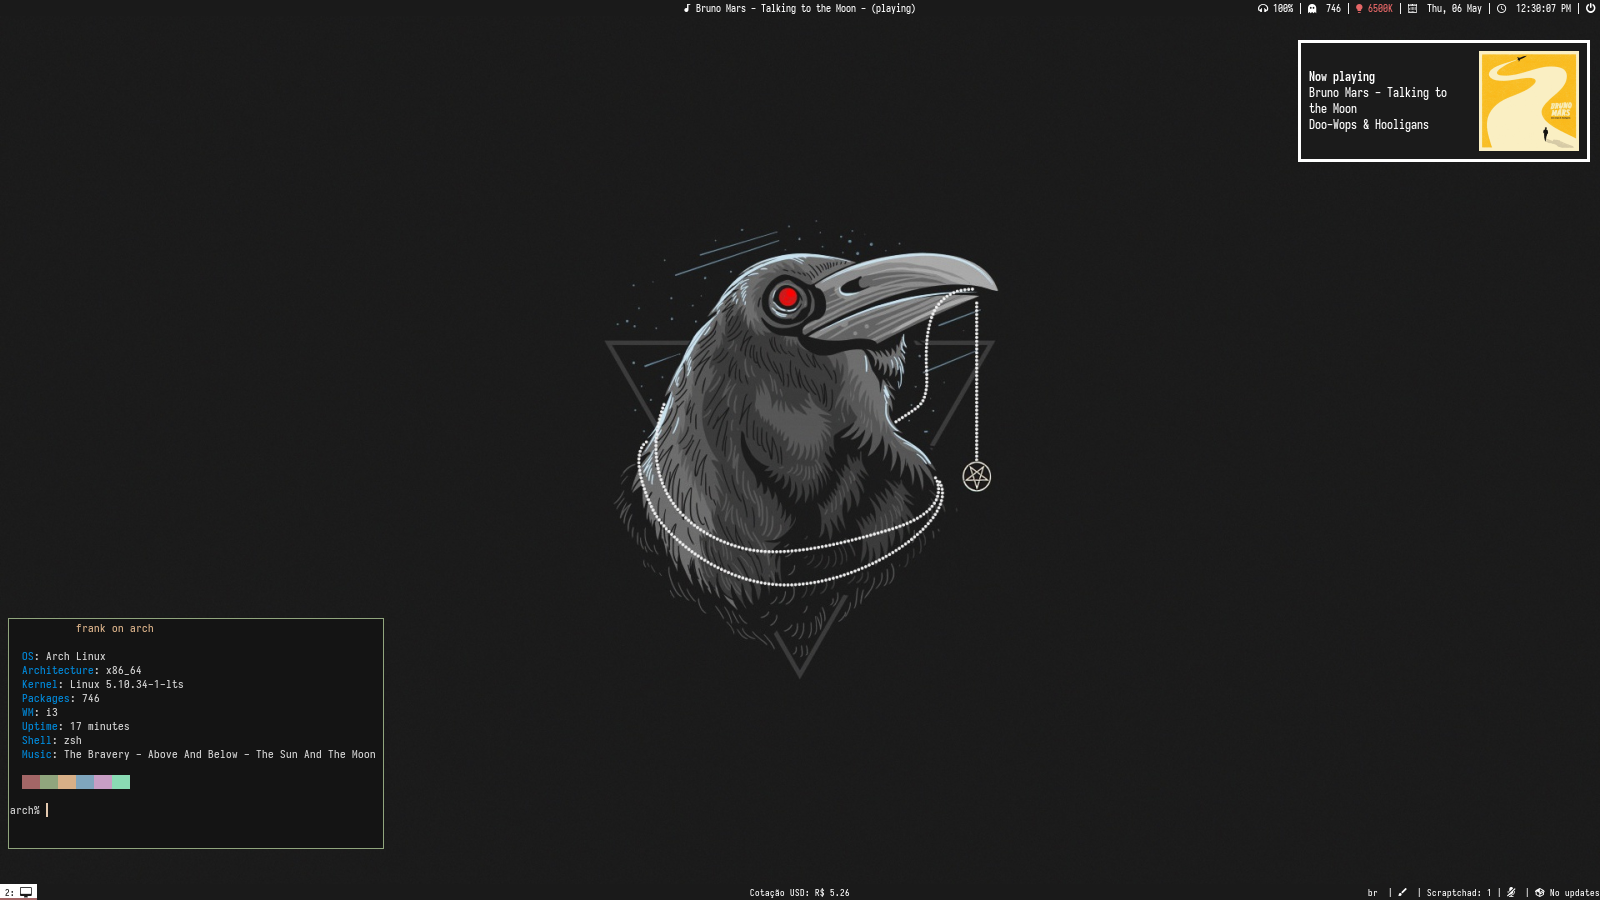 Bruno Mars - Talking to the Moon - (playing)
100% | 746 | 6500K | Thu, 06 May | 12:30:07 PM |
Now playing
Bruno Mars - Talking to
the Moon
Doo-Wops & Hooligans
BRUNO
MARS
frank on arch
OS: Arch Linux
Architecture: x86_64
Kernel: Linux 5.10.34-1-lts
Packages: 746
WM: i3
Uptime: 17 minutes
Shell: zsh
Music: The Bravery - Above And Below - The Sun And The Moon
arch%
2:
Cotação USD: R$ 5.26
br | | Scraptchad: 1 | | No updates